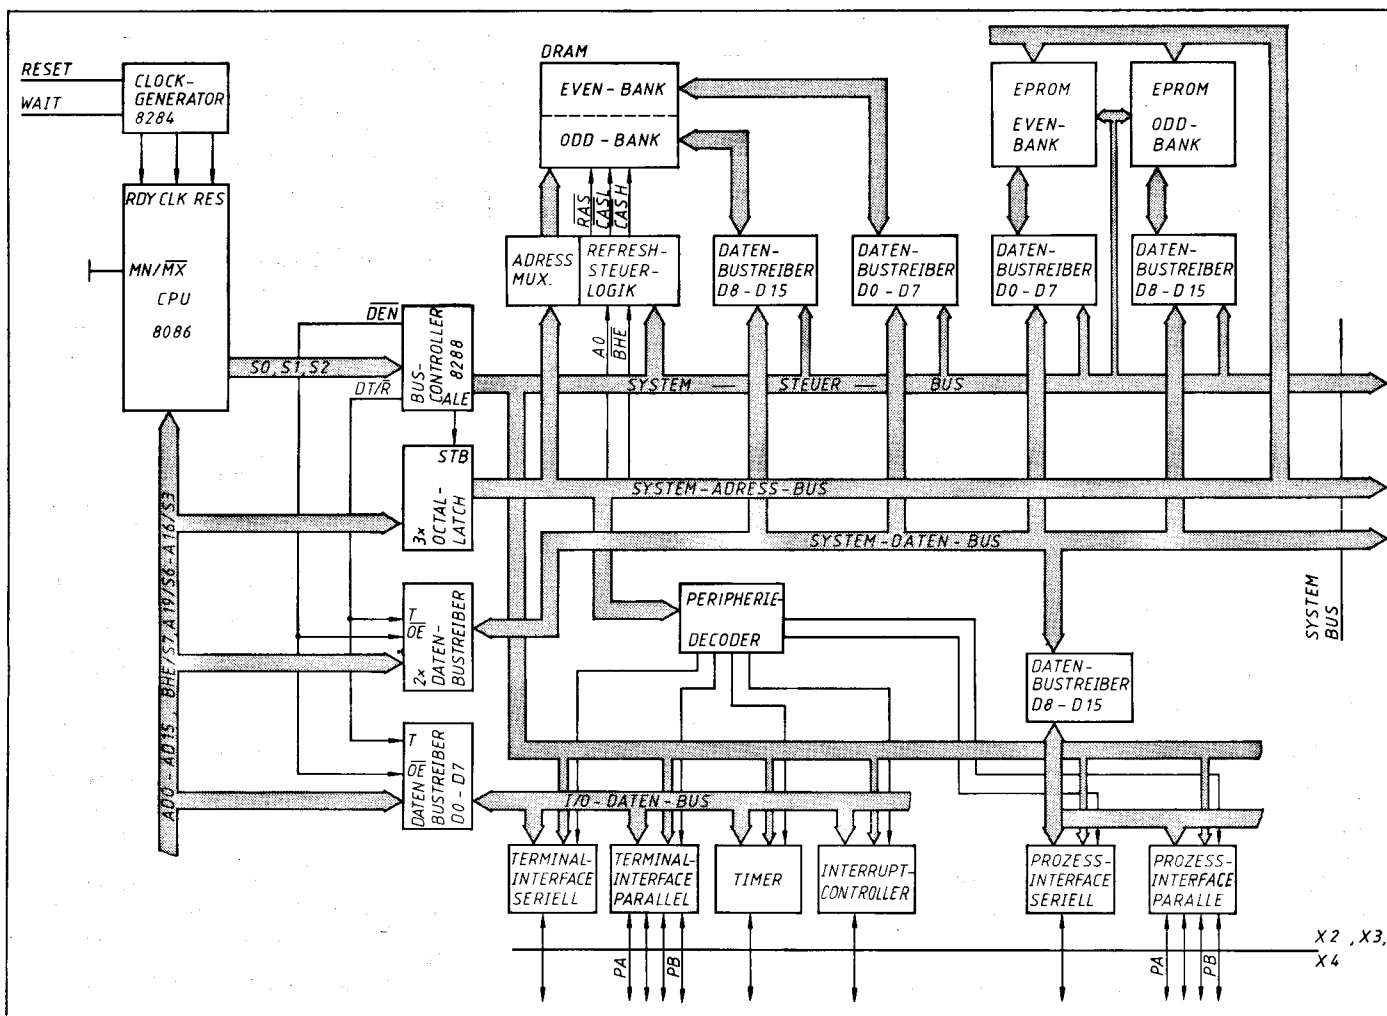 DRAM
RESET
WAIT
CLOCK-
GENERATOR
8284
EVEN-BANK
ODD-BANK
EPROM
EVEN-
BANK
EPROM
ODD-
BANK
RDY CLK RES
MN/MX
CPU
8086
RAS
CASL
CASH
ADRESS
MUX.
REFRESH-
STEUER-
LOGIK
DATEN-
BUSTREIBER
D8-D15
DATEN-
BUSTREIBER
D0-D7
DATEN-
BUSTREIBER
D0-D7
DATEN-
BUSTREIBER
D8-D15
DEN
S0,S1,S2
DT/R
BUS-
CONTROLLER
8288
ALE
A0
BHE
SYSTEM — STEUER — BUS
STB
3x
OCTAL-
LATCH
SYSTEM-ADRESS-BUS
SYSTEM-DATEN-BUS
SYSTEM
BUS
AD0-AD15, BHE/S7, A19/S6-A16/S3
T
OE
2x
DATEN-
BUSTREIBER
PERIPHERIE-
DECODER
DATEN-
BUSTREIBER
D8-D15
T
OE
DATEN-
BUSTREIBER
D0-D7
I/O-DATEN-BUS
TERMINAL-
INTERFACE
SERIELL
TERMINAL-
INTERFACE
PARALLEL
TIMER
INTERRUPT-
CONTROLLER
PROZESS-
INTERFACE
SERIELL
PROZESS-
INTERFACE
PARALLE
PA
PB
PA
PB
X2, X3,
X4